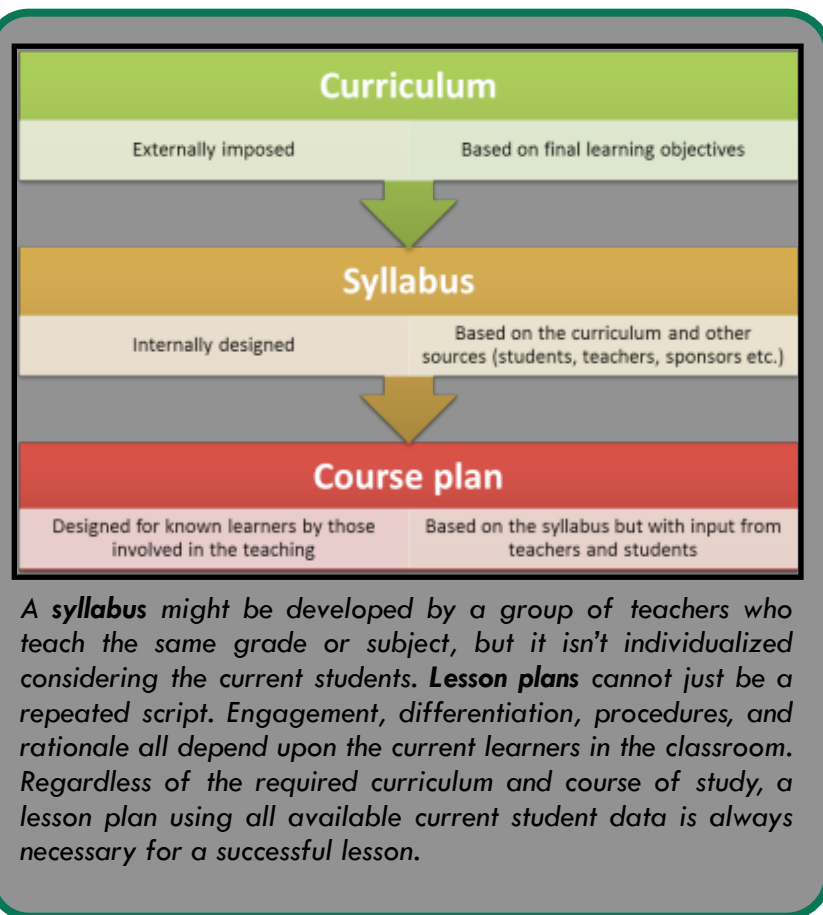 Curriculum
Externally imposed
Based on final learning objectives
Syllabus
Internally designed
Based on the curriculum and other
sources (students, teachers, sponsors etc.)
Course plan
Designed for known learners by those
involved in the teaching
Based on the syllabus but with input from
teachers and students
A syllabus might be developed by a group of teachers who
teach the same grade or subject, but it isn't individualized
considering the current students. Lesson plans cannot just be a
repeated script. Engagement, differentiation, procedures, and
rationale all depend upon the current learners in the classroom.
Regardless of the required curriculum and course of study, a
lesson plan using all available current student data is always
necessary for a successful lesson.